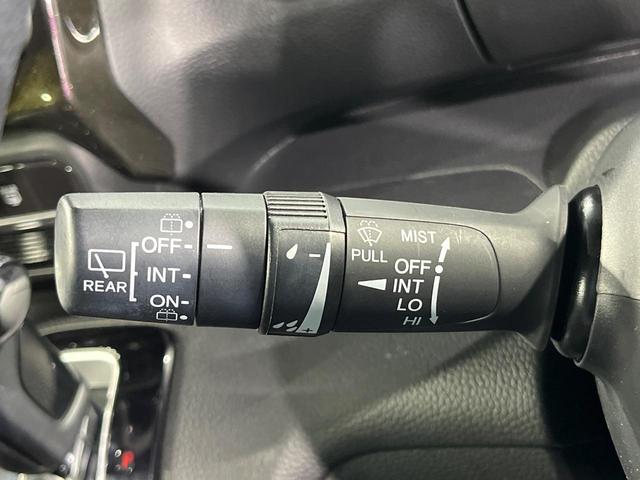 REAR
OFF
INT
ON
− 
+
PULL
MIST
OFF
INT
LO
HI